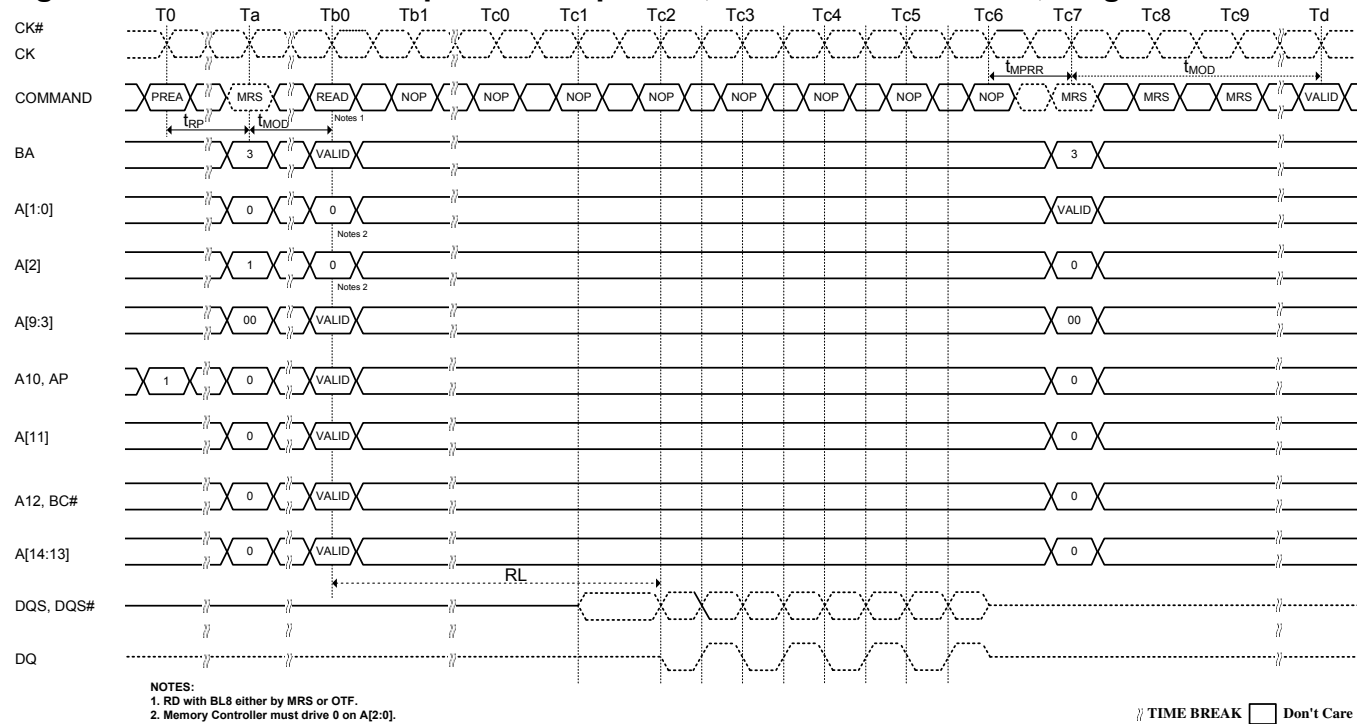 T0 Ta Tb0 Tb1 Tc0 Tc1 Tc2 Tc3 Tc4 Tc5 Tc6 Tc7 Tc8 Tc9 Td
CK#
CK
tMPRR tMOD
COMMAND PREA MRS READ NOP NOP NOP NOP NOP NOP NOP NOP MRS MRS MRS VALID
Notes 1
tRP tMOD
BA 3 VALID 3
A[1:0] 0 0 VALID
Notes 2
A[2] 1 0 0
Notes 2
A[9:3] 00 VALID 00
A10, AP 1 0 VALID 0
A[11] 0 VALID 0
A12, BC# 0 VALID 0
A[14:13] 0 VALID 0
RL
DQS, DQS#
DQ
NOTES:
1. RD with BL8 either by MRS or OTF.
2. Memory Controller must drive 0 on A[2:0].
TIME BREAK Don't Care